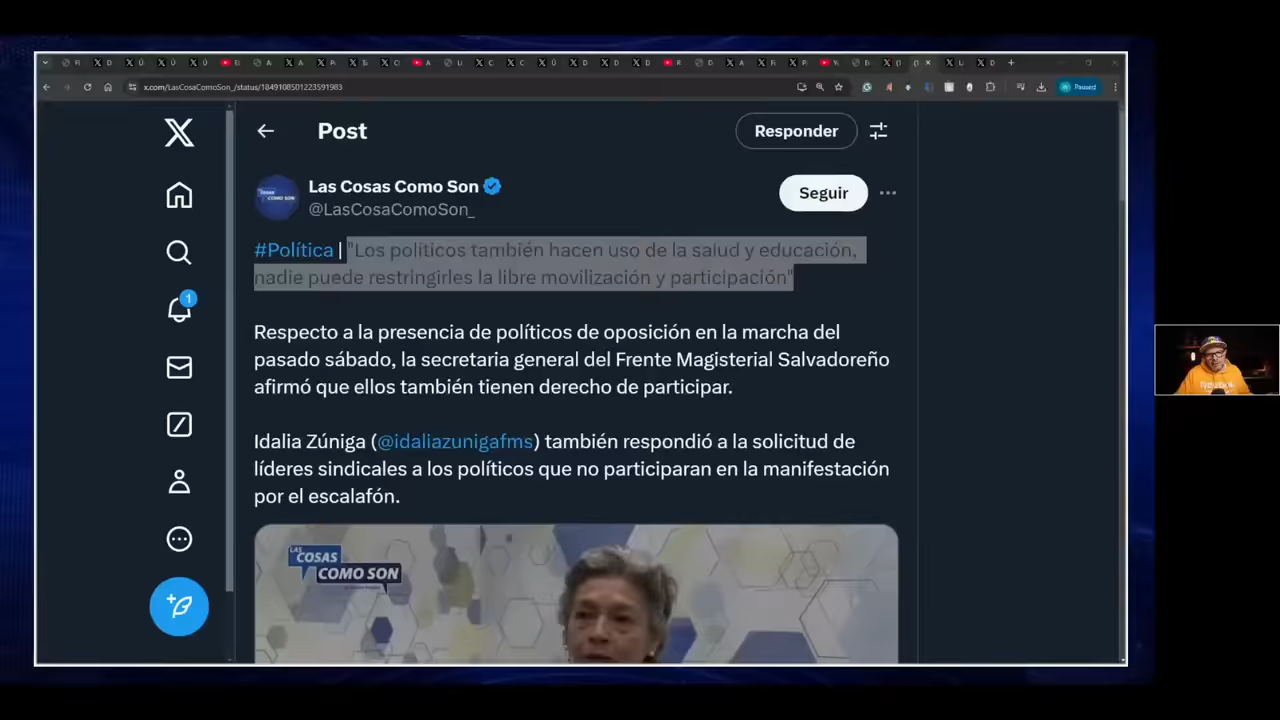 x.com/LasCosaComoSon_/status/1849108501223591983
Paused
Post
Responder
Las Cosas Como Son
@LasCosaComoSon_
Seguir
#Política | "Los políticos también hacen uso de la salud y educación,
nadie puede restringirles la libre movilización y participación"
Respecto a la presencia de políticos de oposición en la marcha del
pasado sábado, la secretaria general del Frente Magisterial Salvadoreño
afirmó que ellos también tienen derecho de participar.
Idalia Zúniga (@idaliazunigafms) también respondió a la solicitud de
líderes sindicales a los políticos que no participaran en la manifestación
por el escalafón.
1
LAS
COSAS
COMO SON